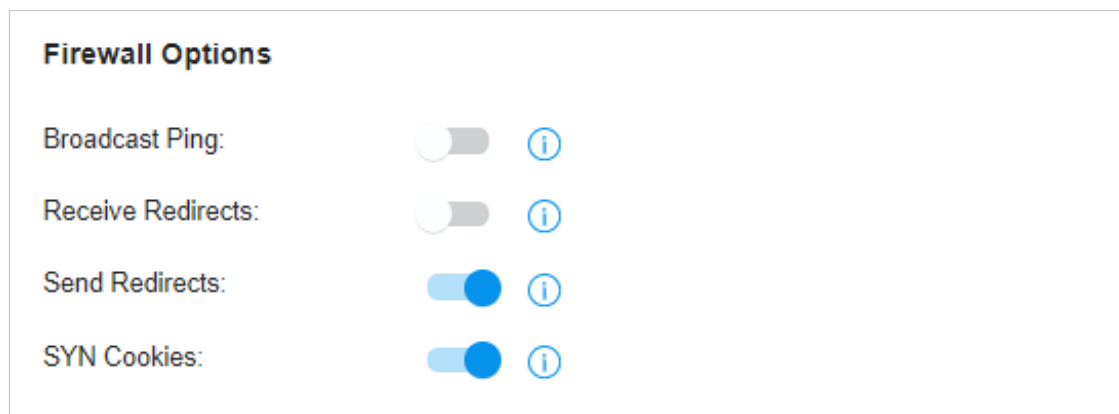 Firewall Options
Broadcast Ping:
Receive Redirects:
Send Redirects:
SYN Cookies: